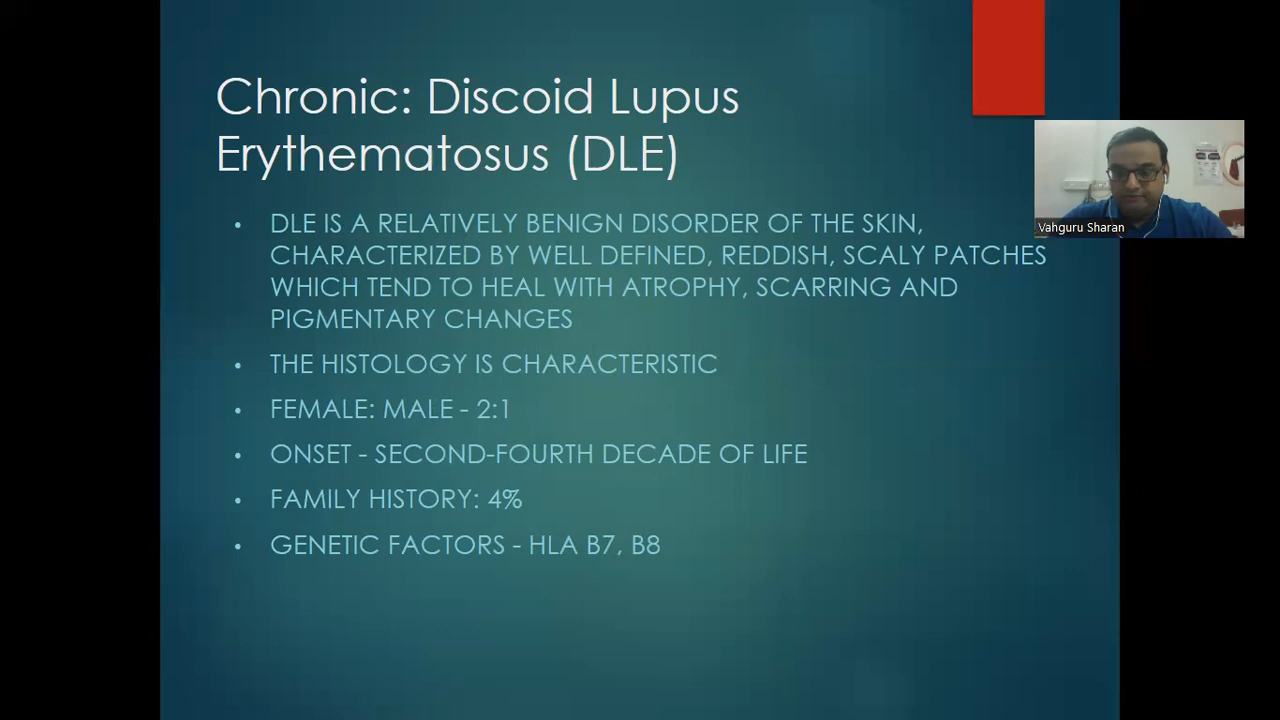 Chronic: Discoid Lupus
Erythematosus (DLE)
• DLE IS A RELATIVELY BENIGN DISORDER OF THE SKIN,
CHARACTERIZED BY WELL DEFINED, REDDISH, SCALY PATCHES
WHICH TEND TO HEAL WITH ATROPHY, SCARRING AND
PIGMENTARY CHANGES
• THE HISTOLOGY IS CHARACTERISTIC
• FEMALE: MALE - 2:1
• ONSET - SECOND-FOURTH DECADE OF LIFE
• FAMILY HISTORY: 4%
• GENETIC FACTORS - HLA B7, B8
Vahguru Sharan